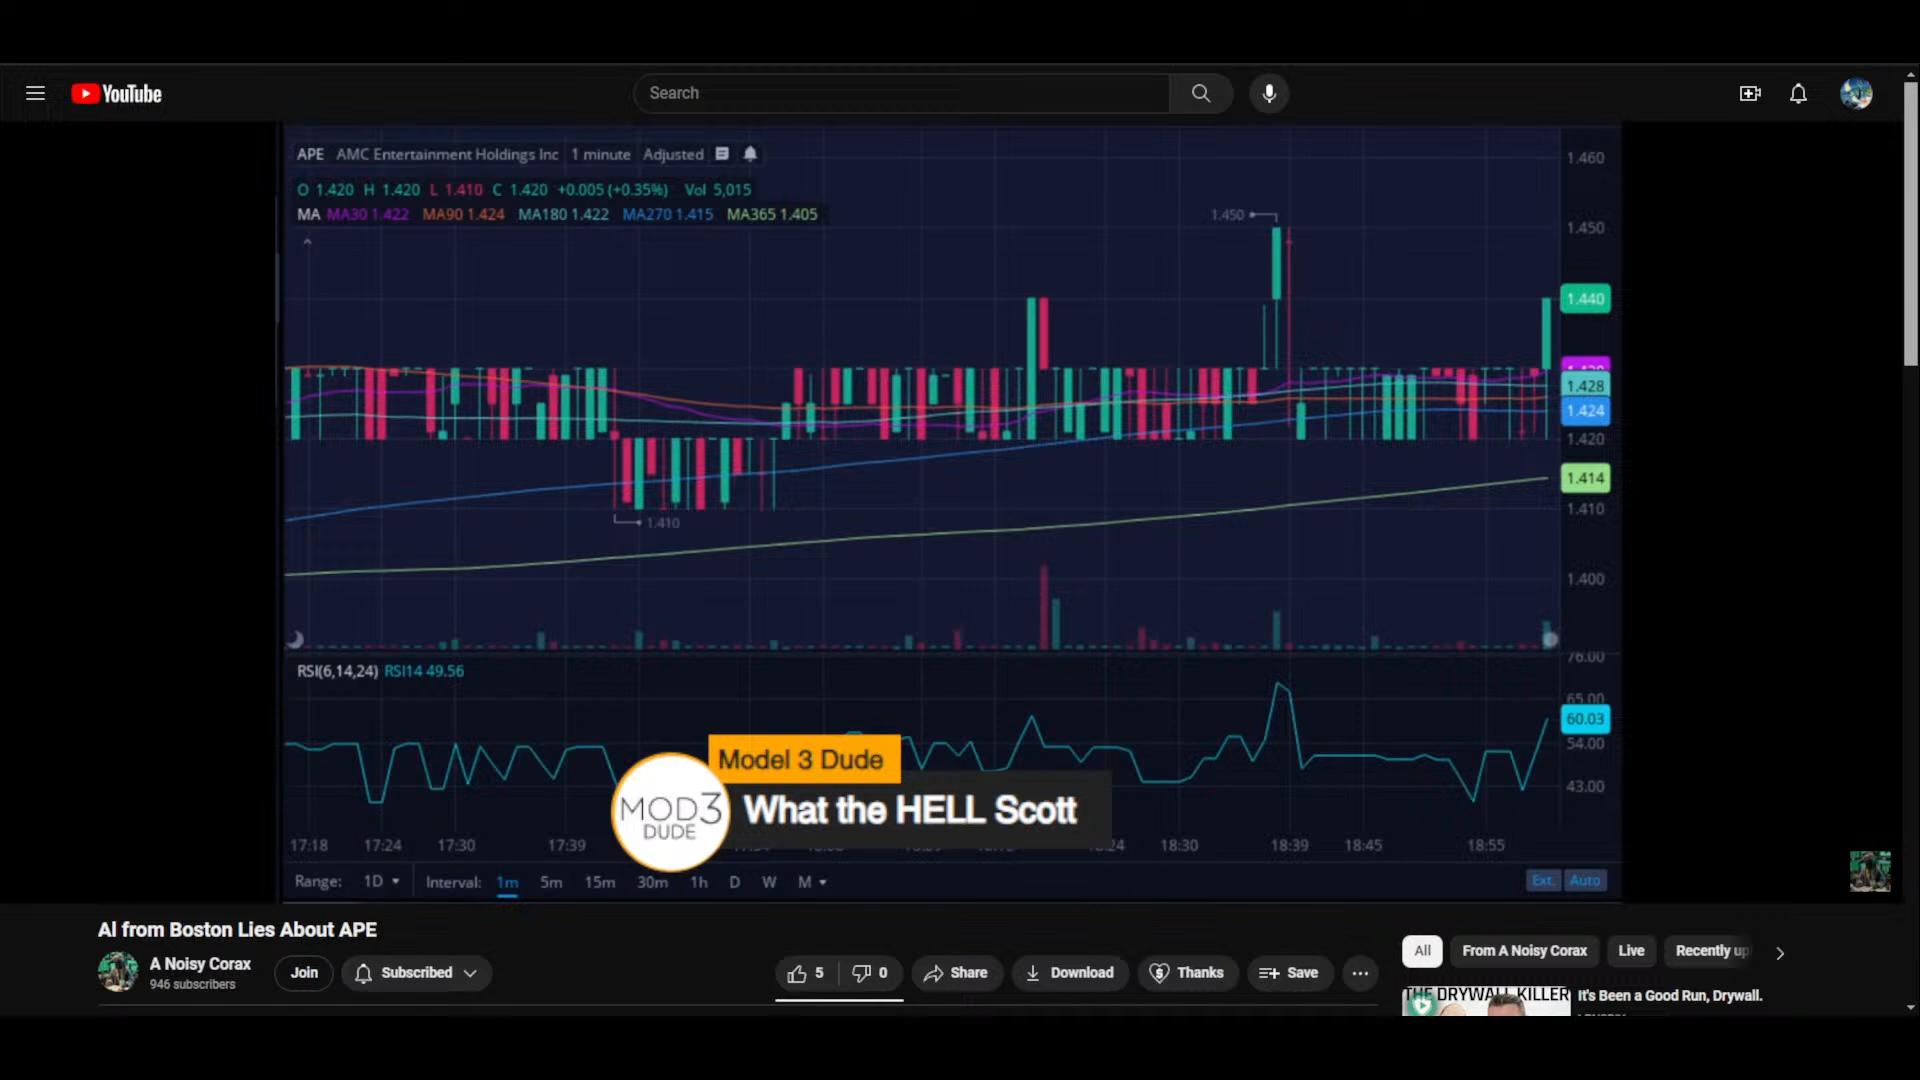 YouTube
Search
APE AMC Entertainment Holdings Inc 1 minute Adjusted
O 1.420 H 1.420 L 1.410 C 1.420 +0.005 (+0.35%) Vol 5,015
MA MA30 1.422 MA90 1.424 MA180 1.422 MA270 1.415 MA365 1.405
1.460
1.450
1.450
1.440
1.428
1.424
1.420
1.414
1.410
1.410
1.400
RSI(6,14,24) RSI14 49.56
76.00
65.00
60.03
54.00
43.00
Model 3 Dude
MOD3
DUDE
What the HELL Scott
17:18 17:24 17:30 17:39 18:30 18:39 18:45 18:55
Range: 1D Interval: 1m 5m 15m 30m 1h D W M Ext. Auto
Al from Boston Lies About APE
A Noisy Corax
946 subscribers
Join
Subscribed
5
0
Share
Download
Thanks
Save
All
From A Noisy Corax
Live
Recently up
THE DRYWALL KILLER
It's Been a Good Run, Drywall.